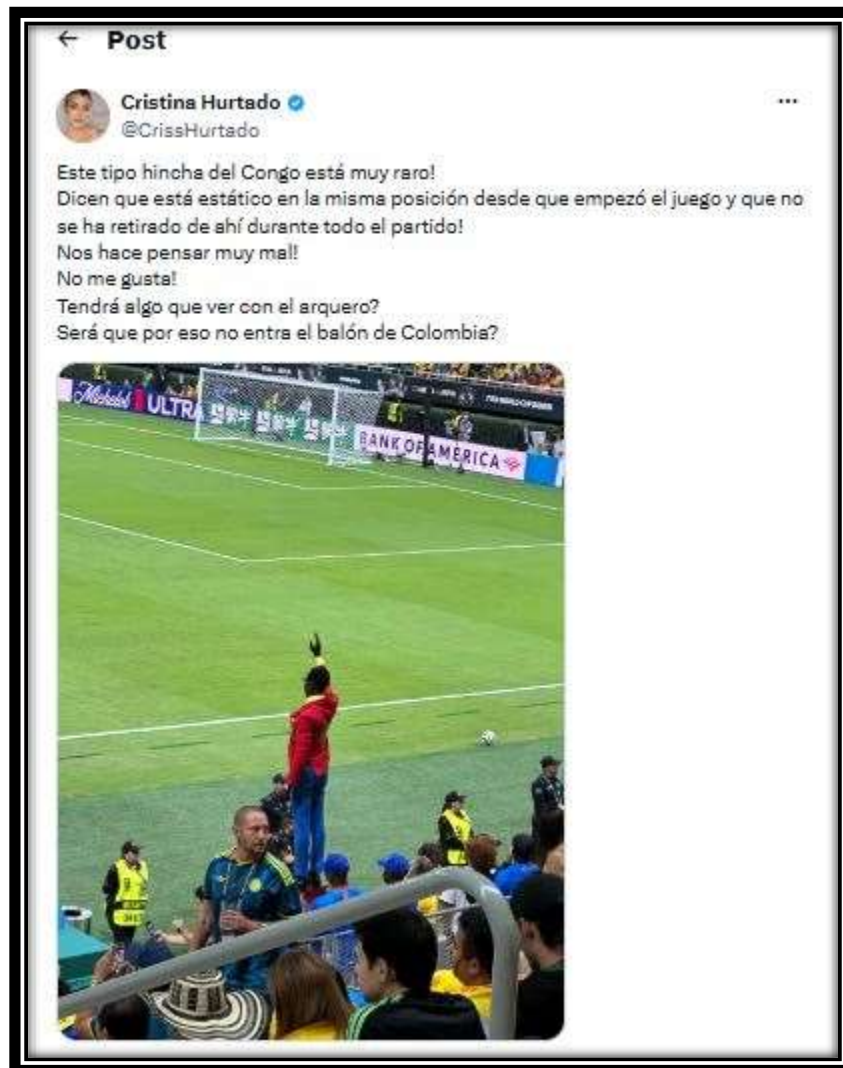 ← Post
Cristina Hurtado
@CrissHurtado
Este tipo hincha del Congo está muy raro!
Dicen que está estático en la misma posición desde que empezó el juego y que no
se ha retirado de ahí durante todo el partido!
Nos hace pensar muy mal!
No me gusta!
Tendrá algo que ver con el arquero?
Será que por eso no entra el balón de Colombia?
Michelob ULTRA
BANK OF AMERICA